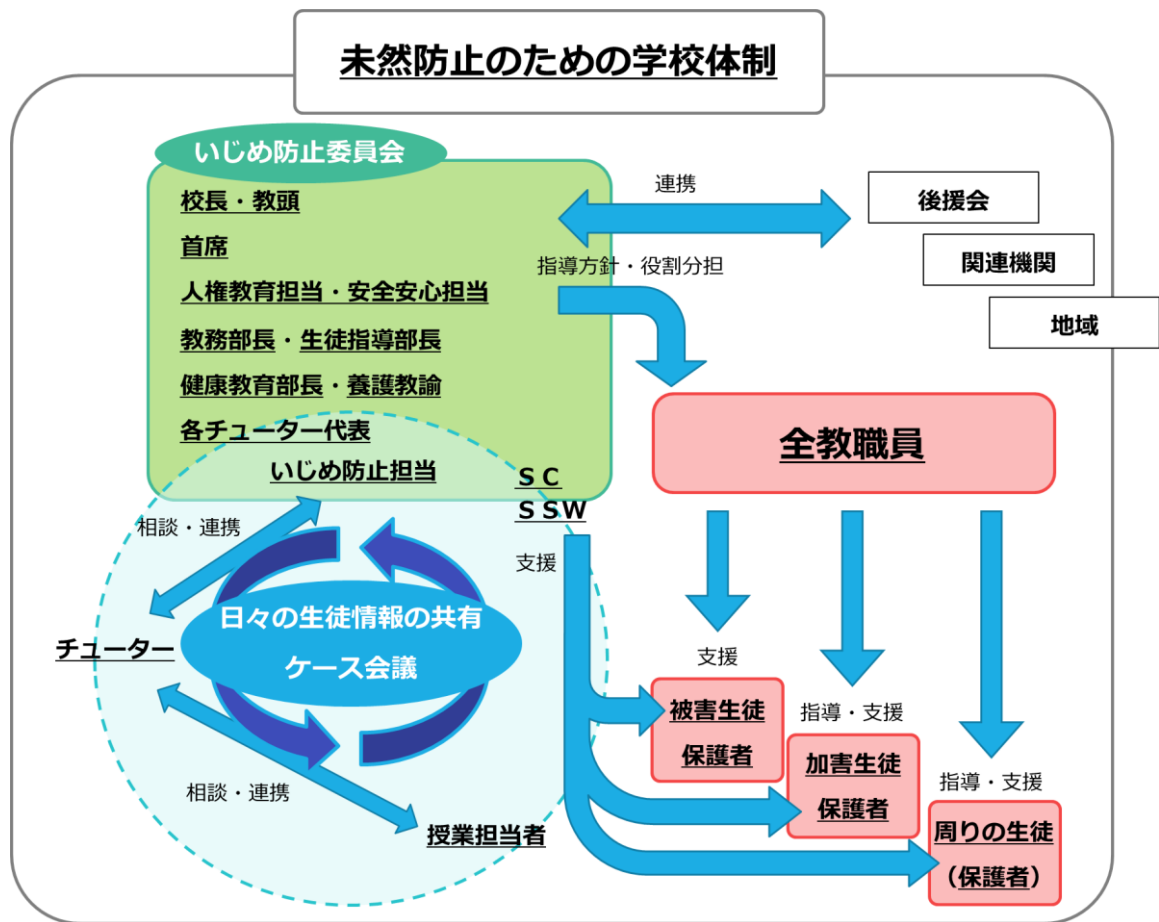 未然防止のための学校体制
いじめ防止委員会
校長・教頭
首席
人権教育担当・安全安心担当
教務部長・生徒指導部長
健康教育部長・養護教諭
各チューター代表
いじめ防止担当
ＳＣ
ＳＳＷ
連携
後援会
関連機関
地域
指導方針・役割分担
全教職員
相談・連携
支援
日々の生徒情報の共有
ケース会議
チューター
相談・連携
授業担当者
支援
被害生徒
保護者
指導・支援
加害生徒
保護者
指導・支援
周りの生徒
（保護者）